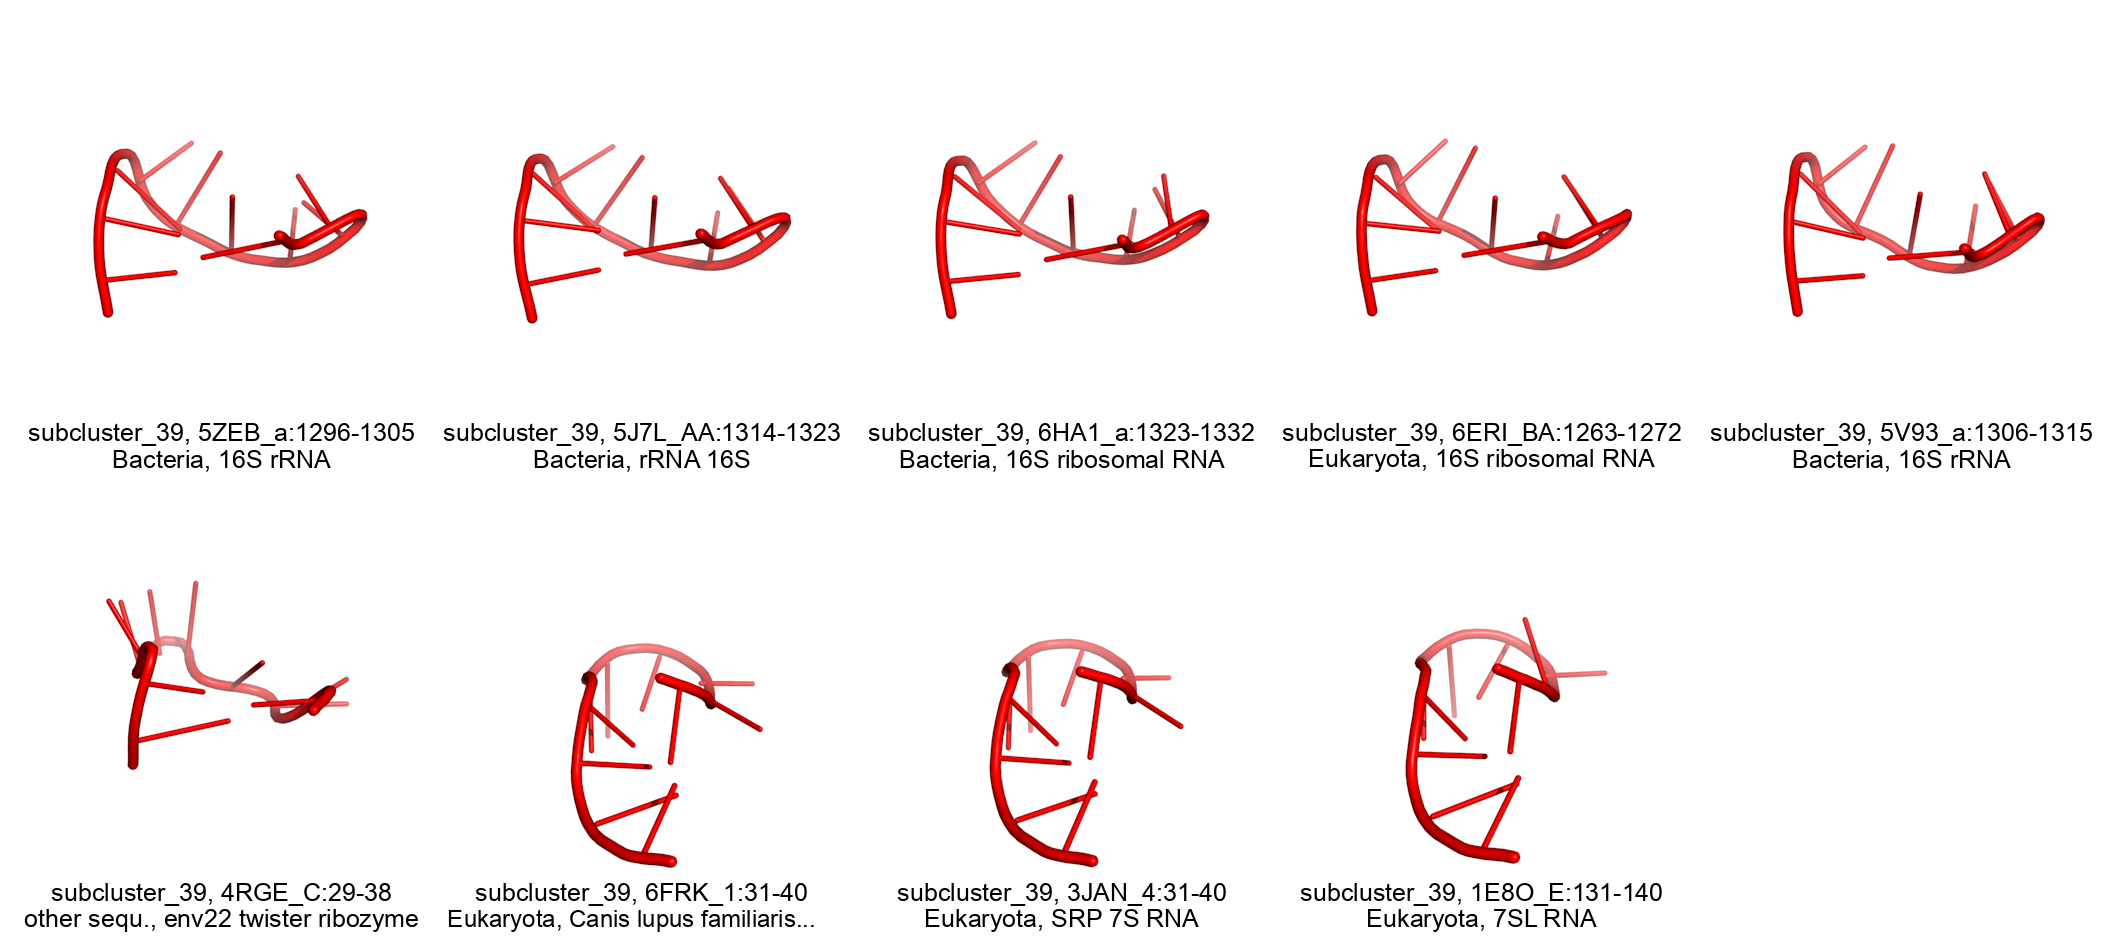 subcluster_39, 5ZEB_a:1296-1305
Bacteria, 16S rRNA
subcluster_39, 5J7L_AA:1314-1323
Bacteria, rRNA 16S
subcluster_39, 6HA1_a:1323-1332
Bacteria, 16S ribosomal RNA
subcluster_39, 6ERI_BA:1263-1272
Eukaryota, 16S ribosomal RNA
subcluster_39, 5V93_a:1306-1315
Bacteria, 16S rRNA
subcluster_39, 4RGE_C:29-38
other sequ., env22 twister ribozyme
subcluster_39, 6FRK_1:31-40
Eukaryota, Canis lupus familiaris...
subcluster_39, 3JAN_4:31-40
Eukaryota, SRP 7S RNA
subcluster_39, 1E8O_E:131-140
Eukaryota, 7SL RNA